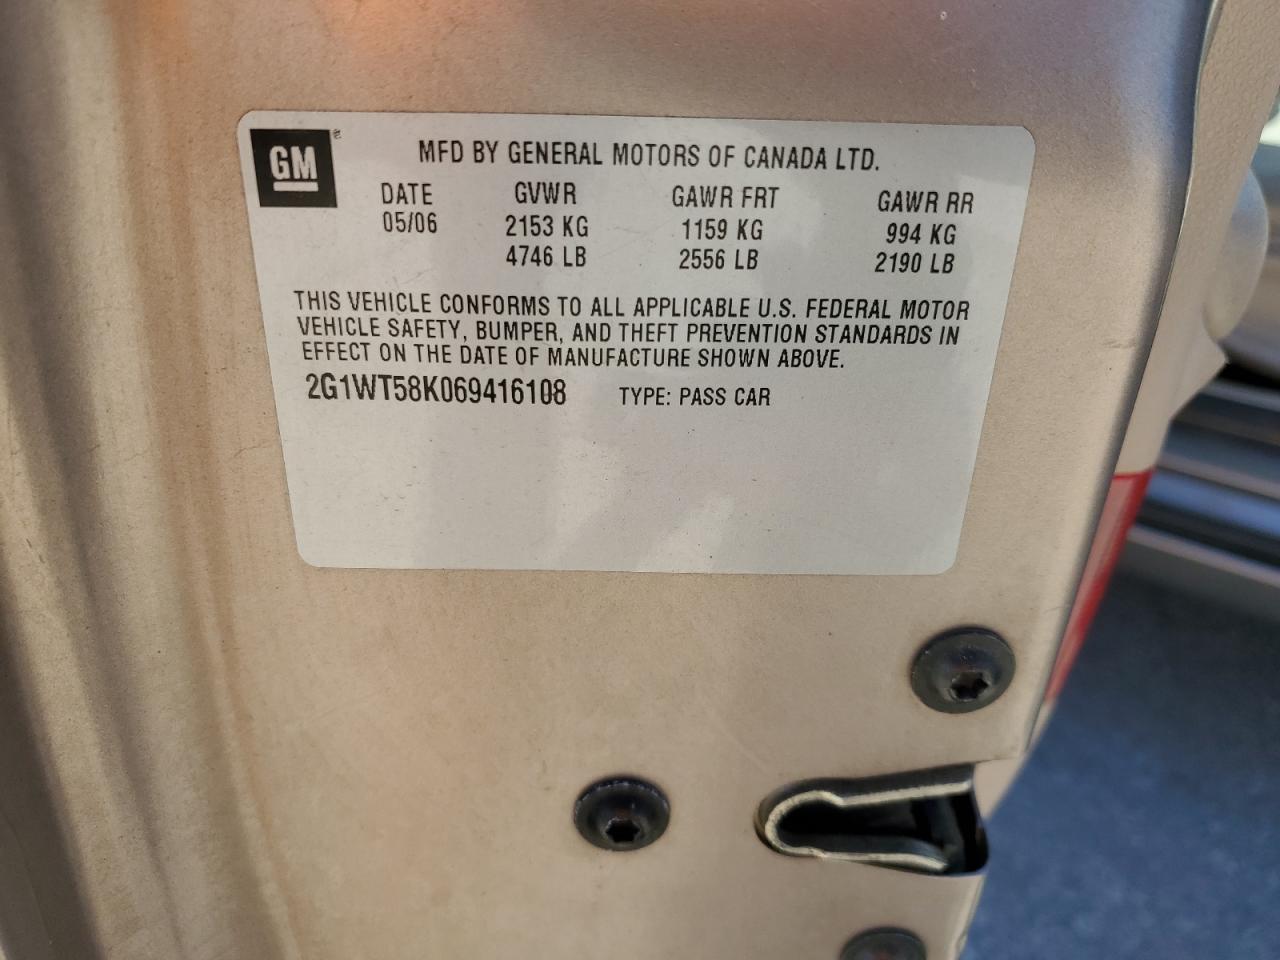 GM ®
MFD BY GENERAL MOTORS OF CANADA LTD.
DATE GVWR GAWR FRT GAWR RR
05/06 2153 KG 1159 KG 994 KG
4746 LB 2556 LB 2190 LB
THIS VEHICLE CONFORMS TO ALL APPLICABLE U.S. FEDERAL MOTOR
VEHICLE SAFETY, BUMPER, AND THEFT PREVENTION STANDARDS IN
EFFECT ON THE DATE OF MANUFACTURE SHOWN ABOVE.
2G1WT58K069416108 TYPE: PASS CAR